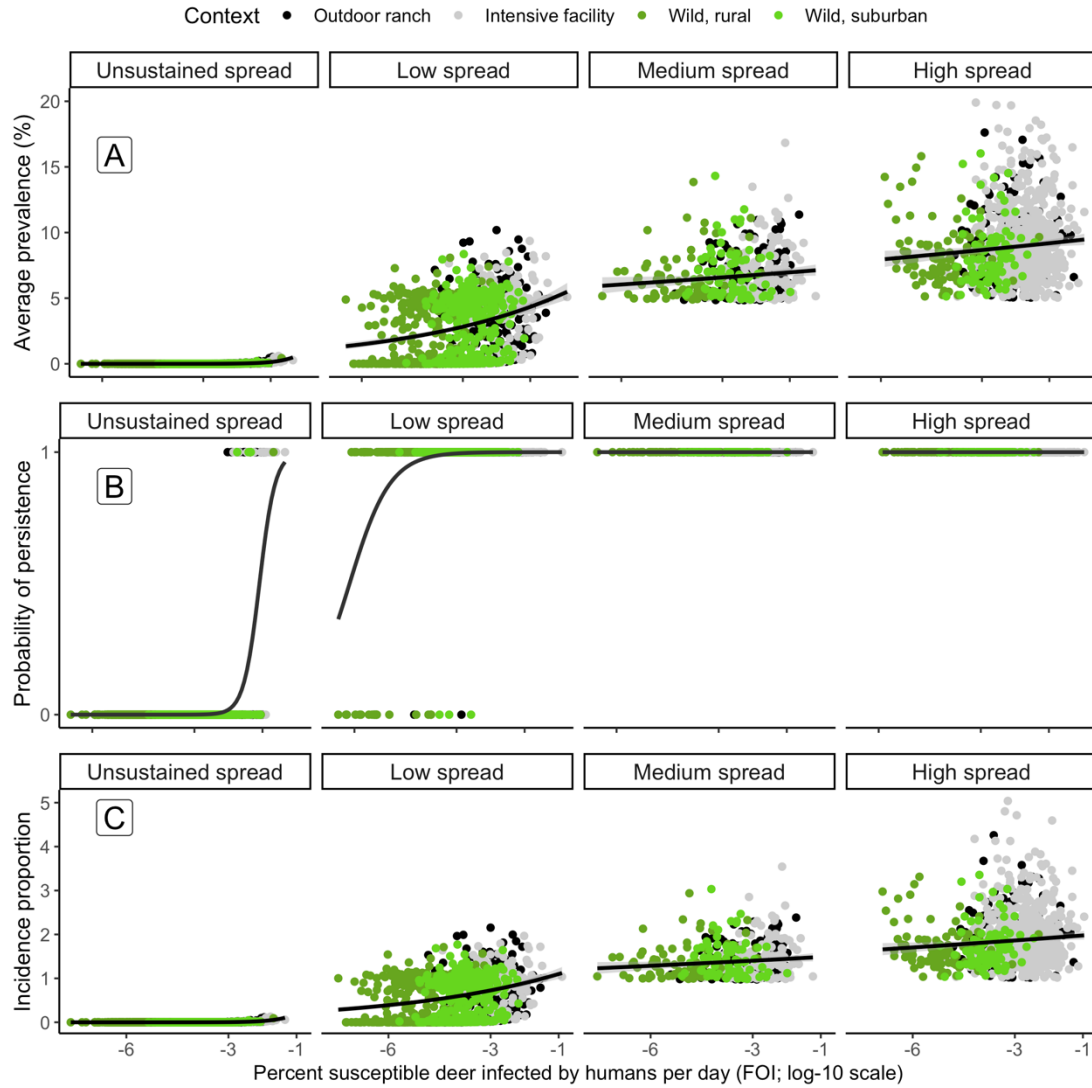 Context Outdoor ranch Intensive facility Wild, rural Wild, suburban
Unsustained spread Low spread Medium spread High spread
Average prevalence (%)
20
15
10
5
0
A
Unsustained spread Low spread Medium spread High spread
Probability of persistence
1
0
B
Unsustained spread Low spread Medium spread High spread
Incidence proportion
5
4
3
2
1
0
C
-6 -3 -1 -6 -3 -1 -6 -3 -1 -6 -3 -1
Percent susceptible deer infected by humans per day (FOI; log-10 scale)